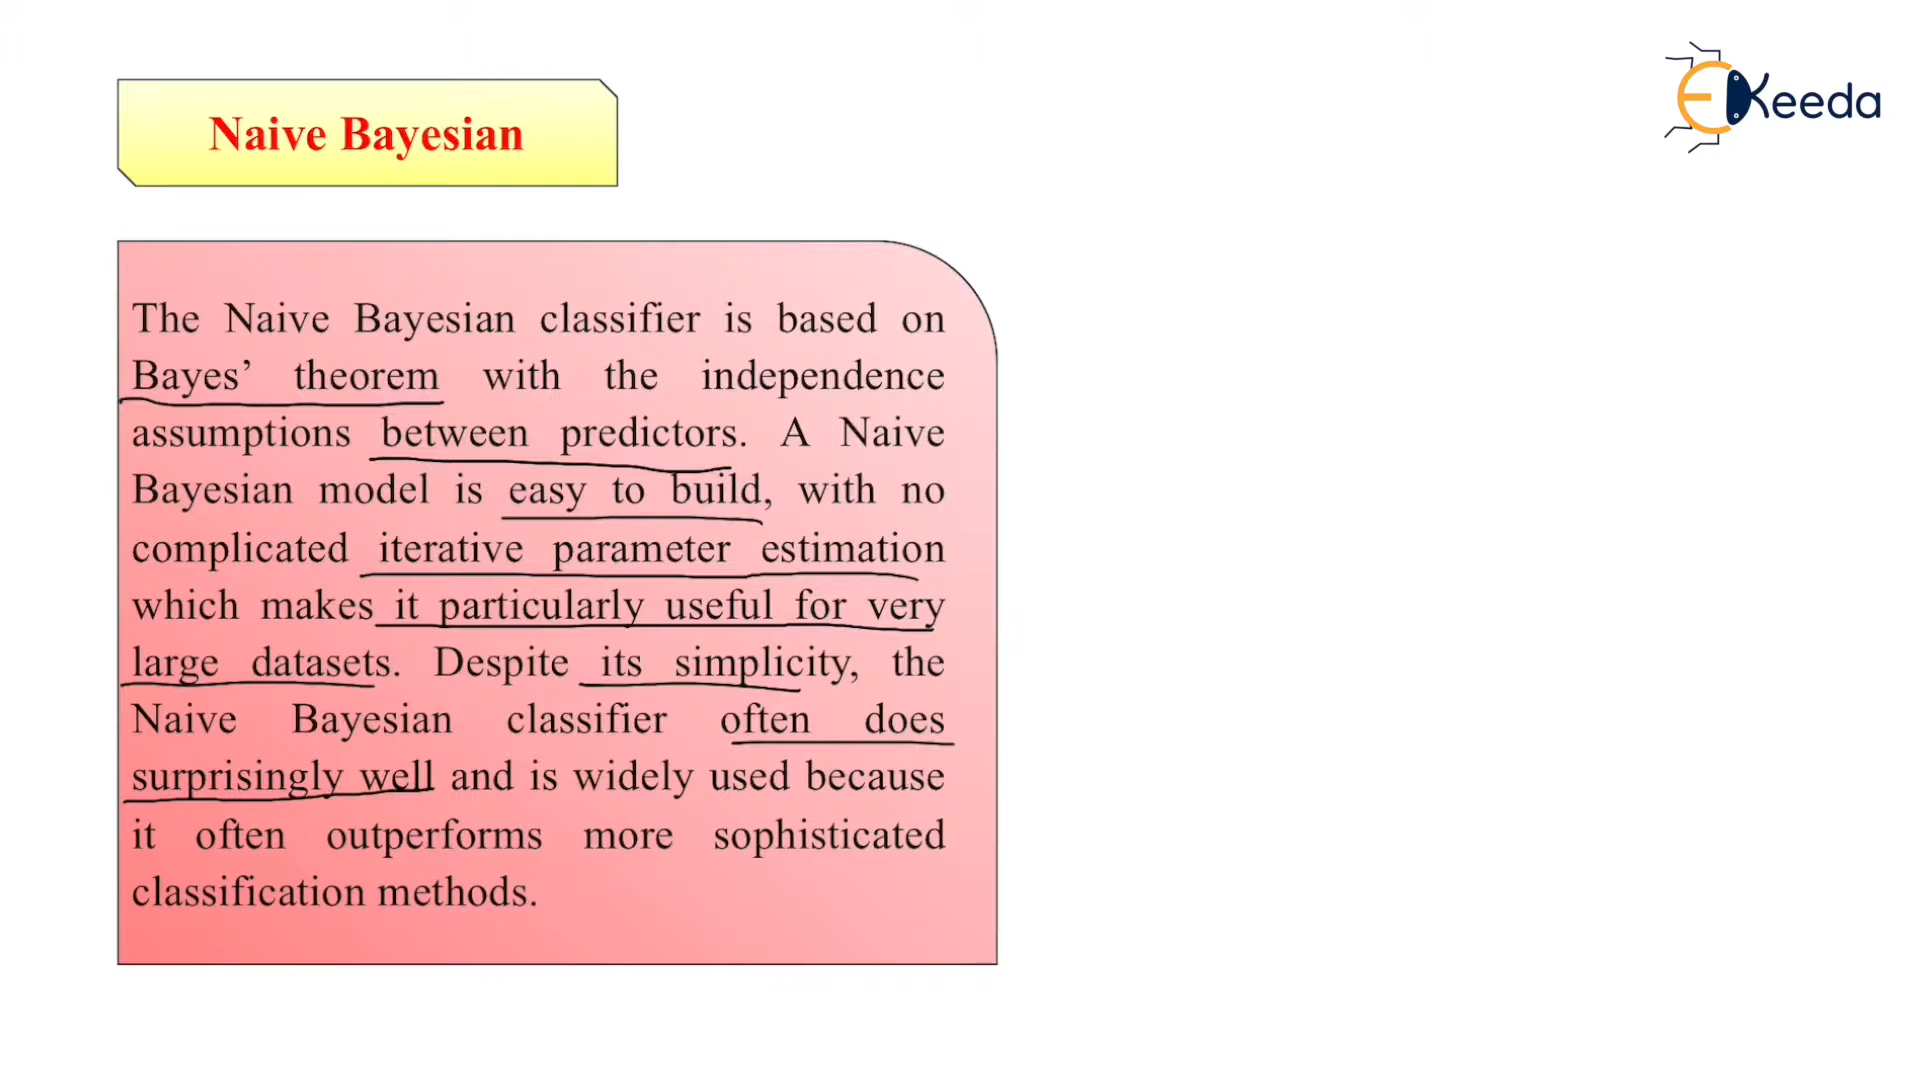 Naive Bayesian
EKeeda
The Naive Bayesian classifier is based on
Bayes’ theorem with the independence
assumptions between predictors. A Naive
Bayesian model is easy to build, with no
complicated iterative parameter estimation
which makes it particularly useful for very
large datasets. Despite its simplicity, the
Naive Bayesian classifier often does
surprisingly well and is widely used because
it often outperforms more sophisticated
classification methods.